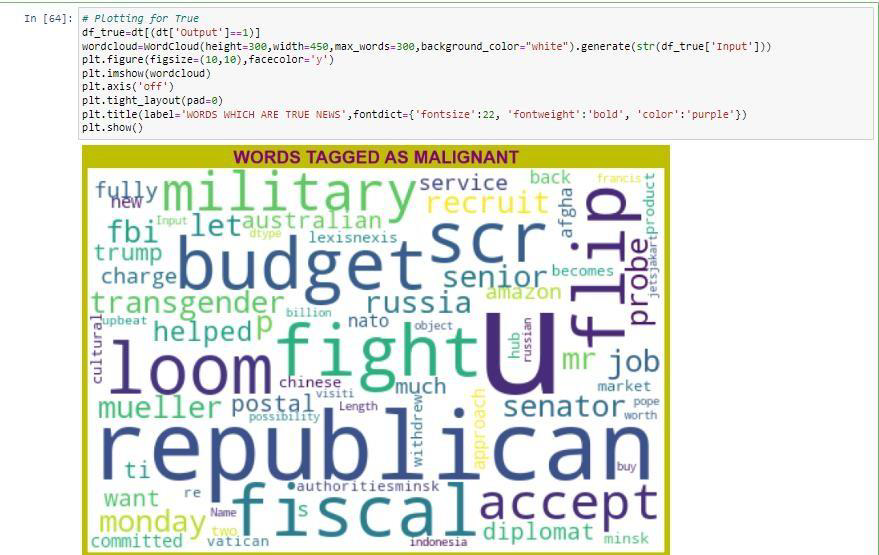 In [64]: # Plotting for True
df_true=dt[(dt['Output']==1)]
wordcloud=WordCloud(height=300,width=450,max_words=300,background_color="white").generate(str(df_true['Input']))
plt.figure(figsize=(10,10),facecolor='y')
plt.imshow(wordcloud)
plt.axis('off')
plt.tight_layout(pad=0)
plt.title(label='WORDS WHICH ARE TRUE NEWS',fontdict={'fontsize':22, 'fontweight':'bold', 'color':'purple'})
plt.show()
WORDS TAGGED AS MALIGNANT
fully
military
service
back
francis
new
recruit
afgha
flip
product
Input
fbi
let
australian
dtype
lexisnexis
scr
trump
budget
probe
jetsjakart
charge
senior
becomes
transgender
russia
amazon
upbeat
billion
cultural
helped
p
nato
object
fight
u
hub
russian
mr
job
loom
chinese
much
market
visiti
mueller
postal
Length
possibility
withdrew
approach
senator
pope
worth
republican
ti
buy
want
re
authoritiesminsk
fiscal
s
accept
Name
monday
two
diplomat
committed
vatican
indonesia
minsk